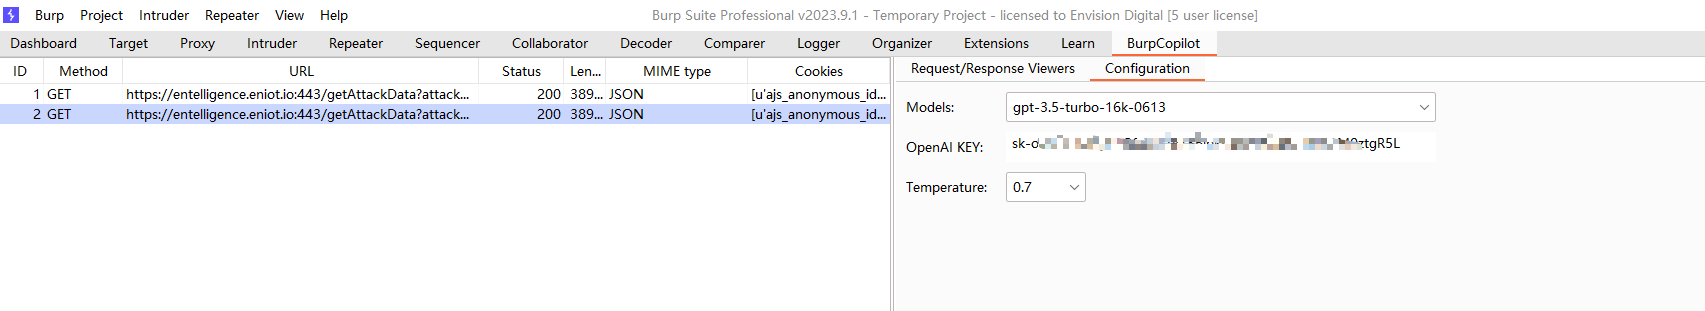 Burp Project Intruder Repeater View Help Burp Suite Professional v2023.9.1 - Temporary Project - licensed to Envision Digital [5 user license]
Dashboard Target Proxy Intruder Repeater Sequencer Collaborator Decoder Comparer Logger Organizer Extensions Learn BurpCopilot
ID Method URL Status Len... MIME type Cookies
1 GET https://entelligence.eniot.io:443/getAttackData?attack... 200 389... JSON [u'ajs_anonymous_id...
2 GET https://entelligence.eniot.io:443/getAttackData?attack... 200 389... JSON [u'ajs_anonymous_id...
Request/Response Viewers Configuration
Models: gpt-3.5-turbo-16k-0613
OpenAI KEY:
Temperature: 0.7